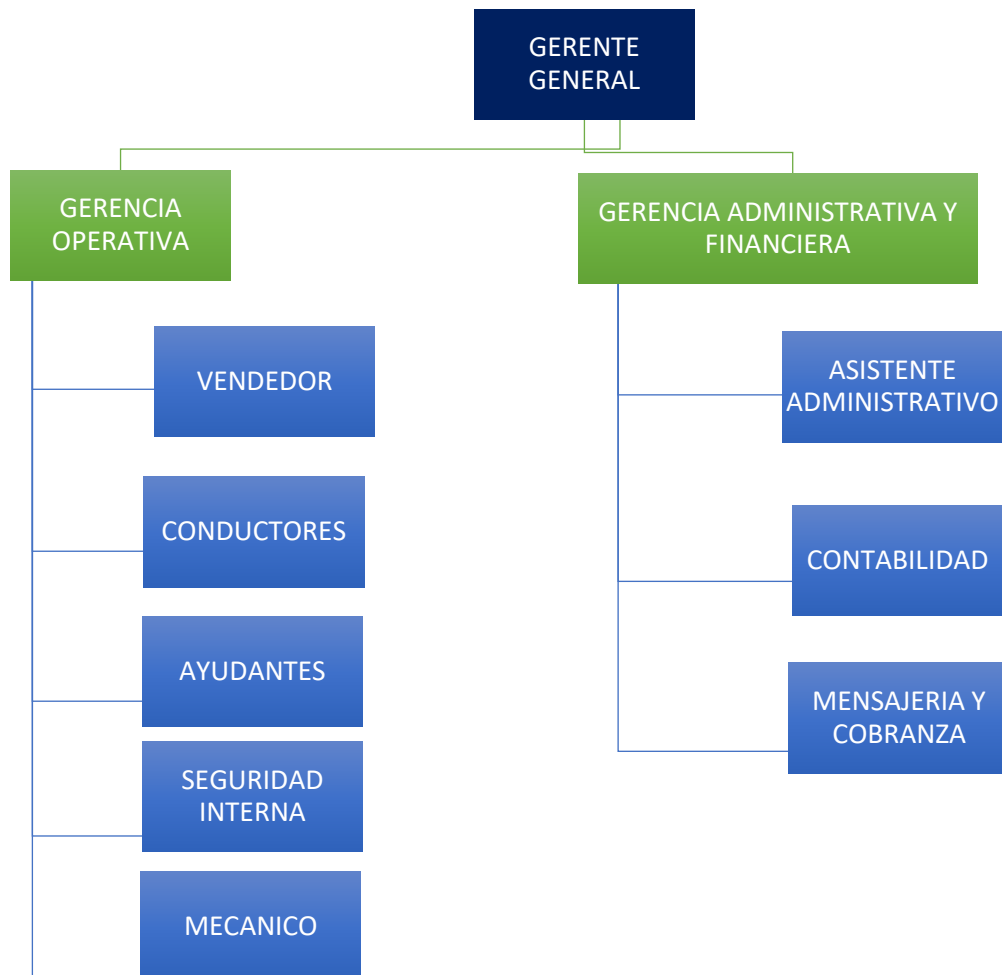 GERENTE
GENERAL
GERENCIA
OPERATIVA
GERENCIA ADMINISTRATIVA Y
FINANCIERA
VENDEDOR
CONDUCTORES
AYUDANTES
SEGURIDAD
INTERNA
MECANICO
ASISTENTE
ADMINISTRATIVO
CONTABILIDAD
MENSAJERIA Y
COBRANZA